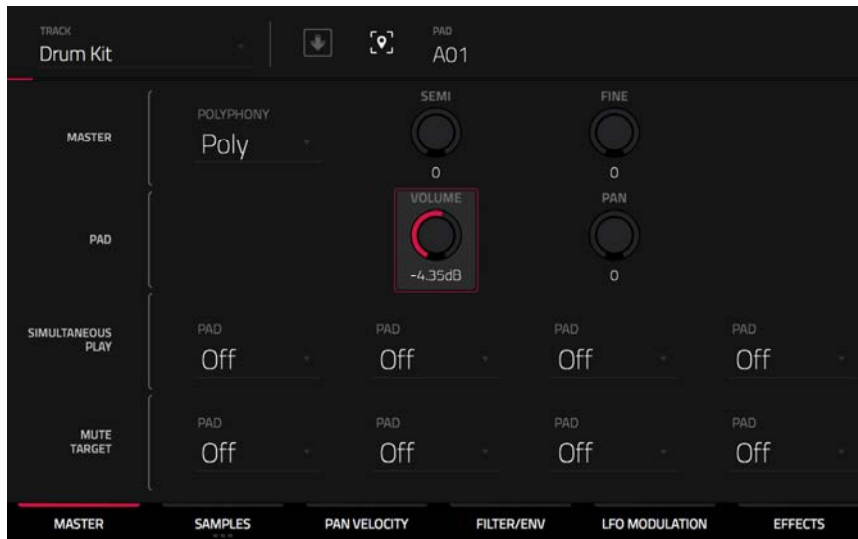 TRACK
Drum Kit
PAD
A01
MASTER
POLYPHONY
Poly
SEMI
0
FINE
0
PAD
VOLUME
-4.35dB
PAN
0
SIMULTANEOUS
PLAY
PAD
Off
PAD
Off
PAD
Off
PAD
Off
MUTE
TARGET
PAD
Off
PAD
Off
PAD
Off
PAD
Off
MASTER
SAMPLES
PAN VELOCITY
FILTER/ENV
LFO MODULATION
EFFECTS